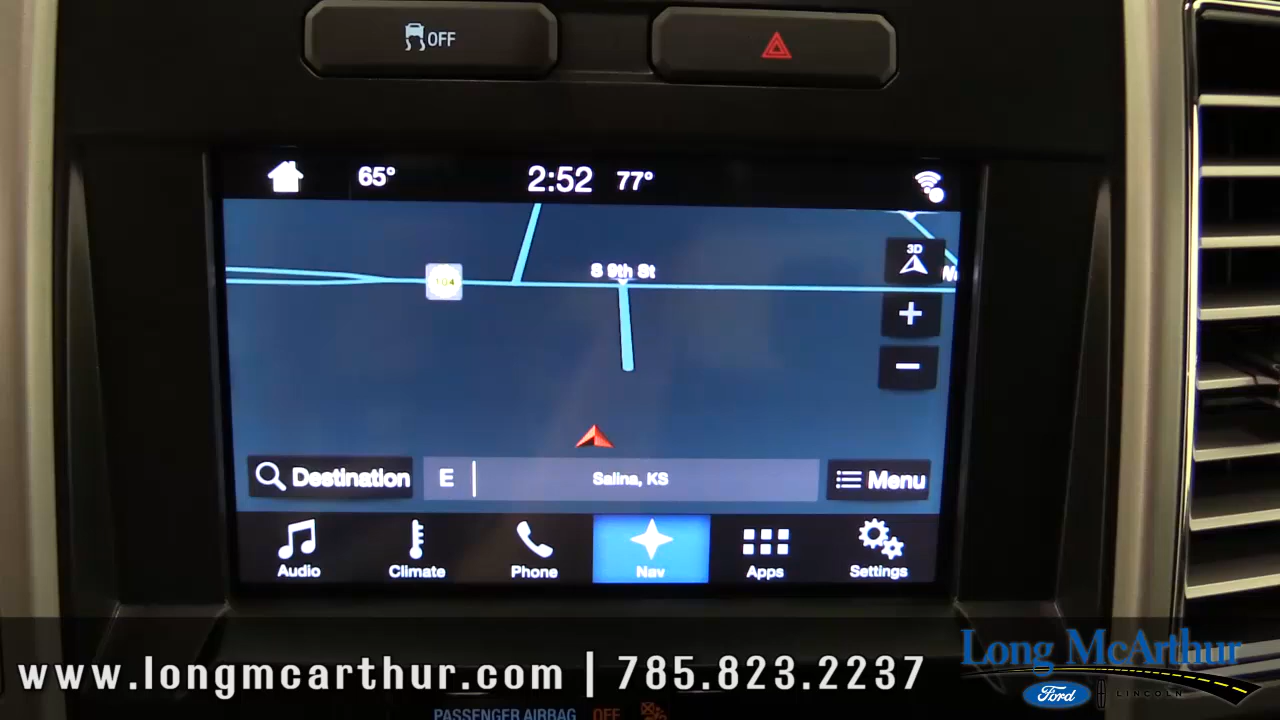 OFF
65° 2:52 77°
3D
S 9th St
104
+
−
Destination E Salina, KS Menu
Audio Climate Phone Nav Apps Settings
www.longmcarthur.com | 785.823.2237
Long McArthur
Ford LINCOLN
PASSENGER AIRBAG OFF